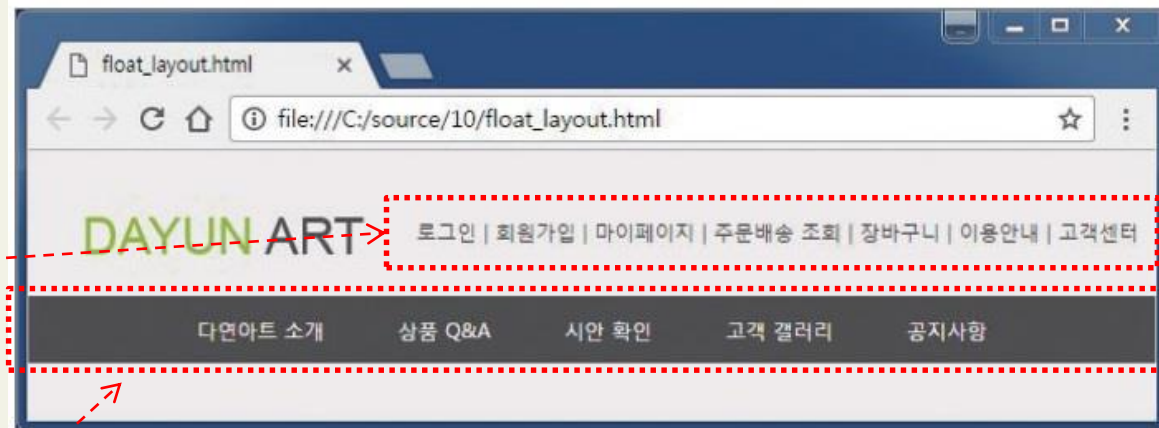 float_layout.html
file:///C:/source/10/float_layout.html
DAYUN ART
로그인 | 회원가입 | 마이페이지 | 주문배송 조회 | 장바구니 | 이용안내 | 고객센터
다연아트 소개 상품 Q&A 시안 확인 고객 갤러리 공지사항